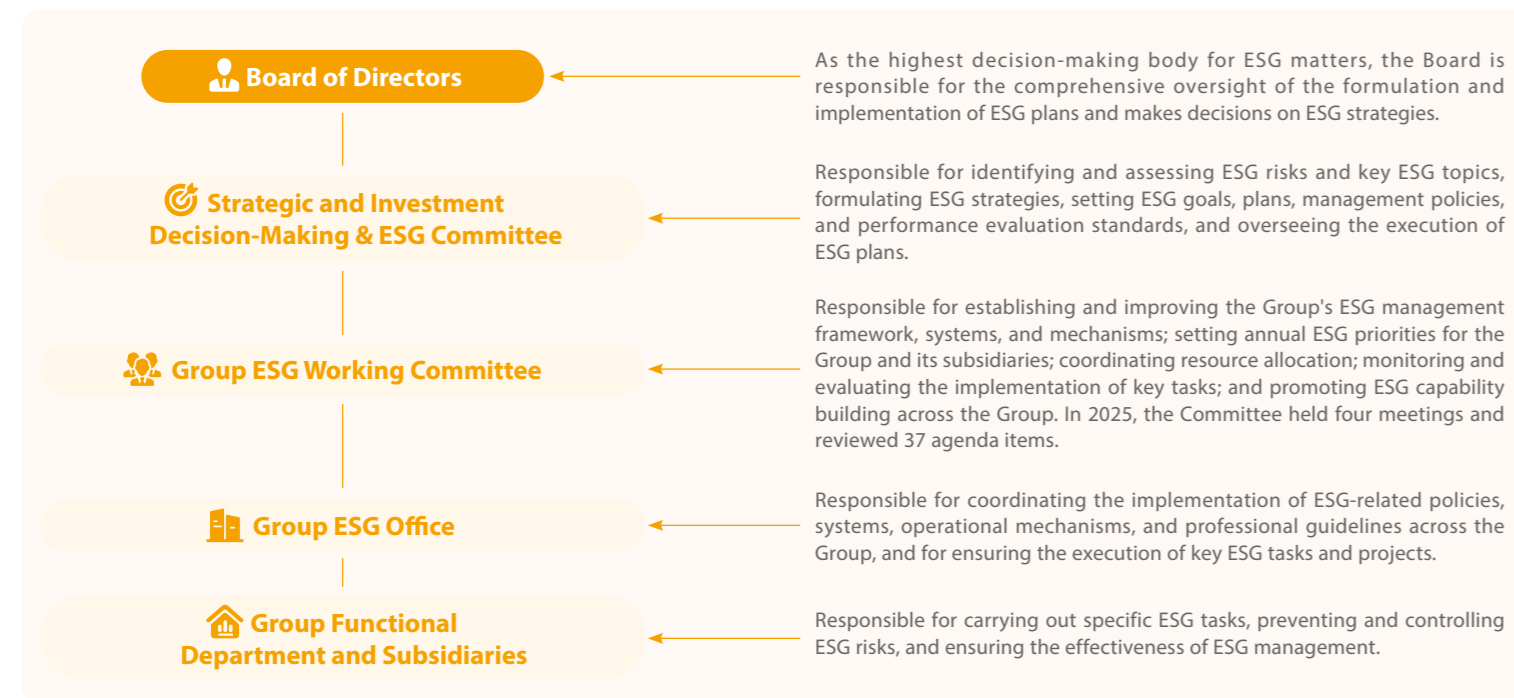 Board of Directors
As the highest decision-making body for ESG matters, the Board is
responsible for the comprehensive oversight of the formulation and
implementation of ESG plans and makes decisions on ESG strategies.
Strategic and Investment
Decision-Making & ESG Committee
Responsible for identifying and assessing ESG risks and key ESG topics,
formulating ESG strategies, setting ESG goals, plans, management policies,
and performance evaluation standards, and overseeing the execution of
ESG plans.
Group ESG Working Committee
Responsible for establishing and improving the Group's ESG management
framework, systems, and mechanisms; setting annual ESG priorities for the
Group and its subsidiaries; coordinating resource allocation; monitoring and
evaluating the implementation of key tasks; and promoting ESG capability
building across the Group. In 2025, the Committee held four meetings and
reviewed 37 agenda items.
Group ESG Office
Responsible for coordinating the implementation of ESG-related policies,
systems, operational mechanisms, and professional guidelines across the
Group, and for ensuring the execution of key ESG tasks and projects.
Group Functional
Department and Subsidiaries
Responsible for carrying out specific ESG tasks, preventing and controlling
ESG risks, and ensuring the effectiveness of ESG management.